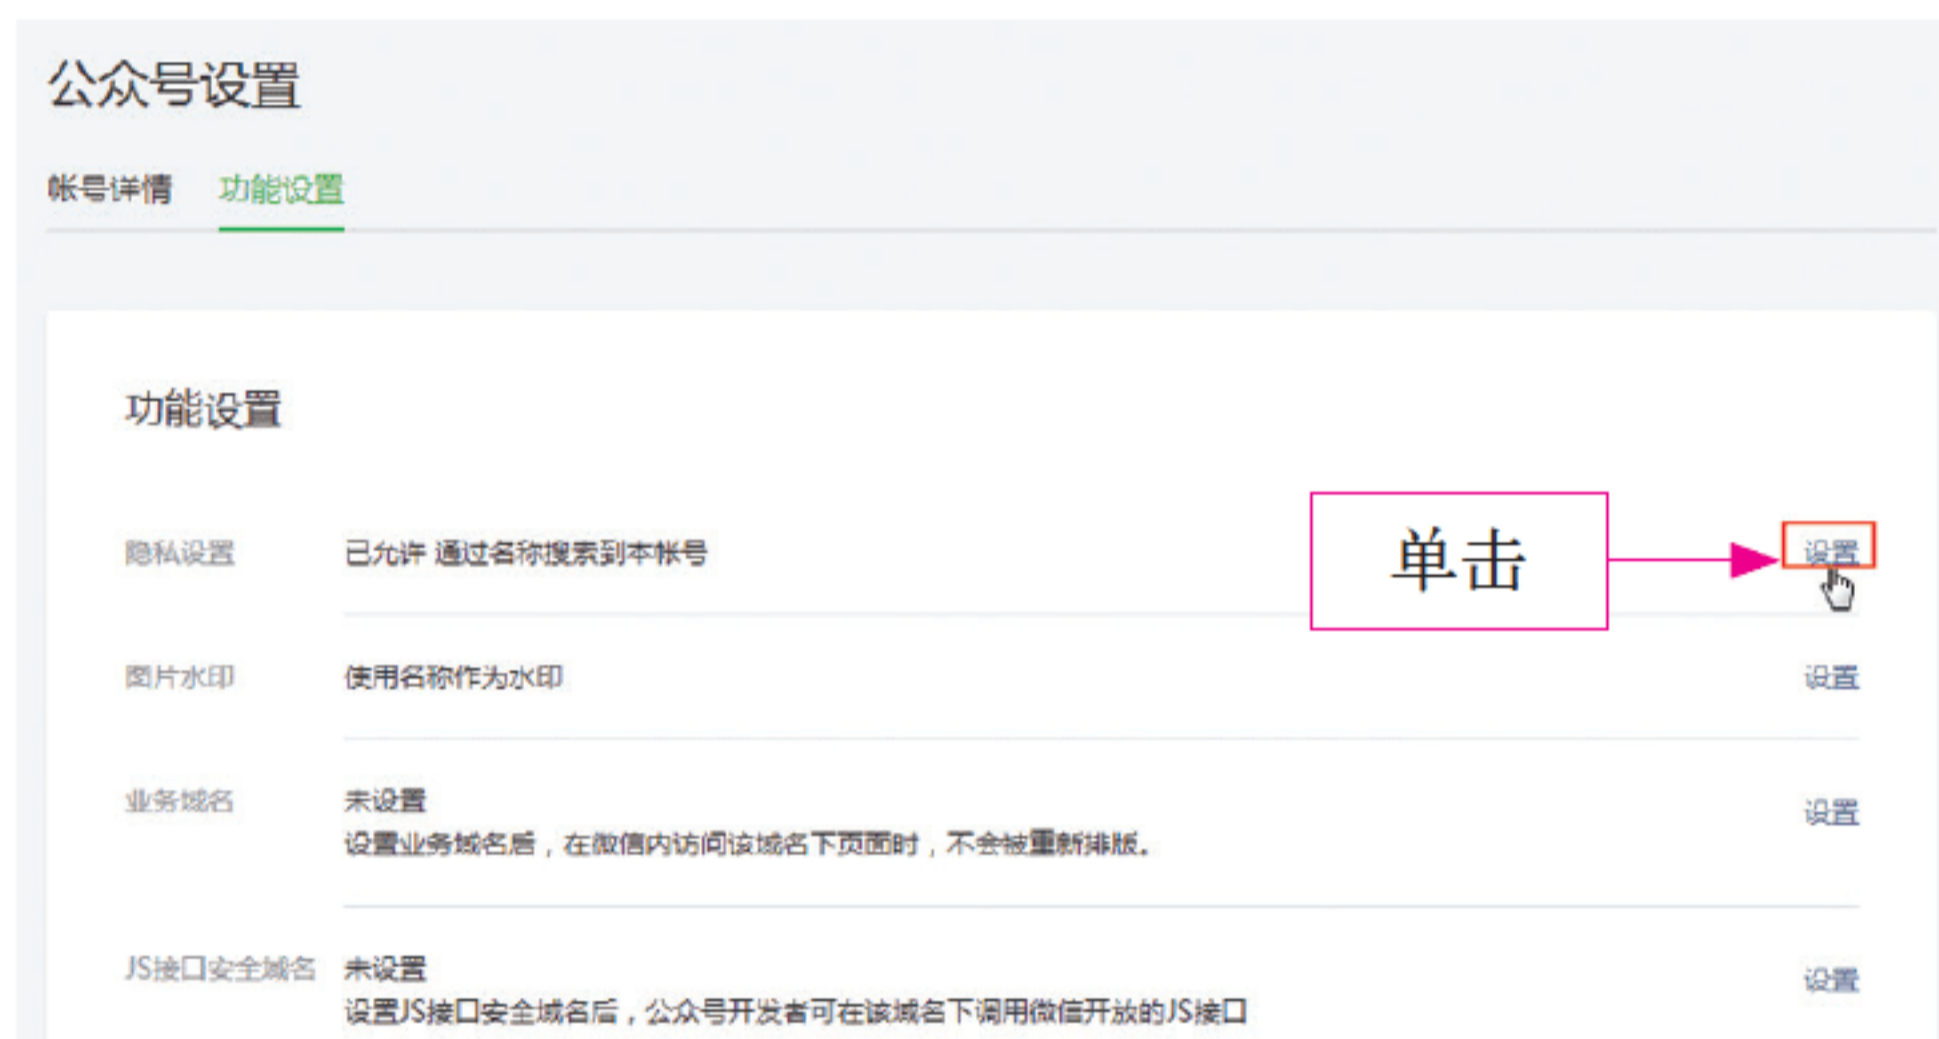 公众号设置
帐号详情 功能设置
功能设置
隐私设置 已允许 通过名称搜索到本帐号 单击 设置
图片水印 使用名称作为水印 设置
业务域名 未设置 设置
设置业务域名后，在微信内访问该域名下页面时，不会被重新排版。
JS接口安全域名 未设置 设置
设置JS接口安全域名后，公众号开发者可在该域名下调用微信开放的JS接口